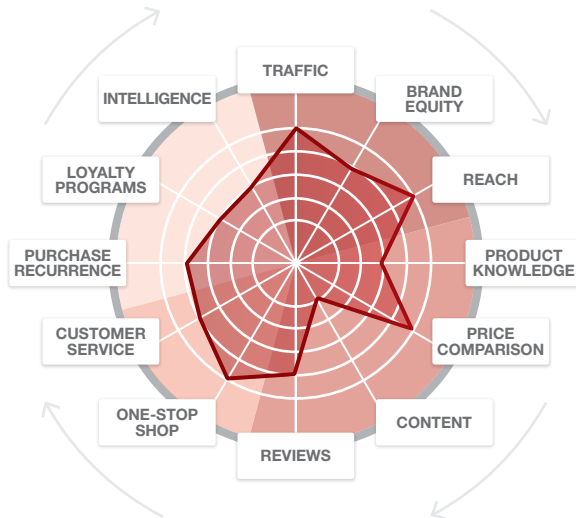 TRAFFIC
BRAND
EQUITY
REACH
PRODUCT
KNOWLEDGE
PRICE
COMPARISON
CONTENT
REVIEWS
ONE-STOP
SHOP
CUSTOMER
SERVICE
PURCHASE
RECURRENCE
LOYALTY
PROGRAMS
INTELLIGENCE